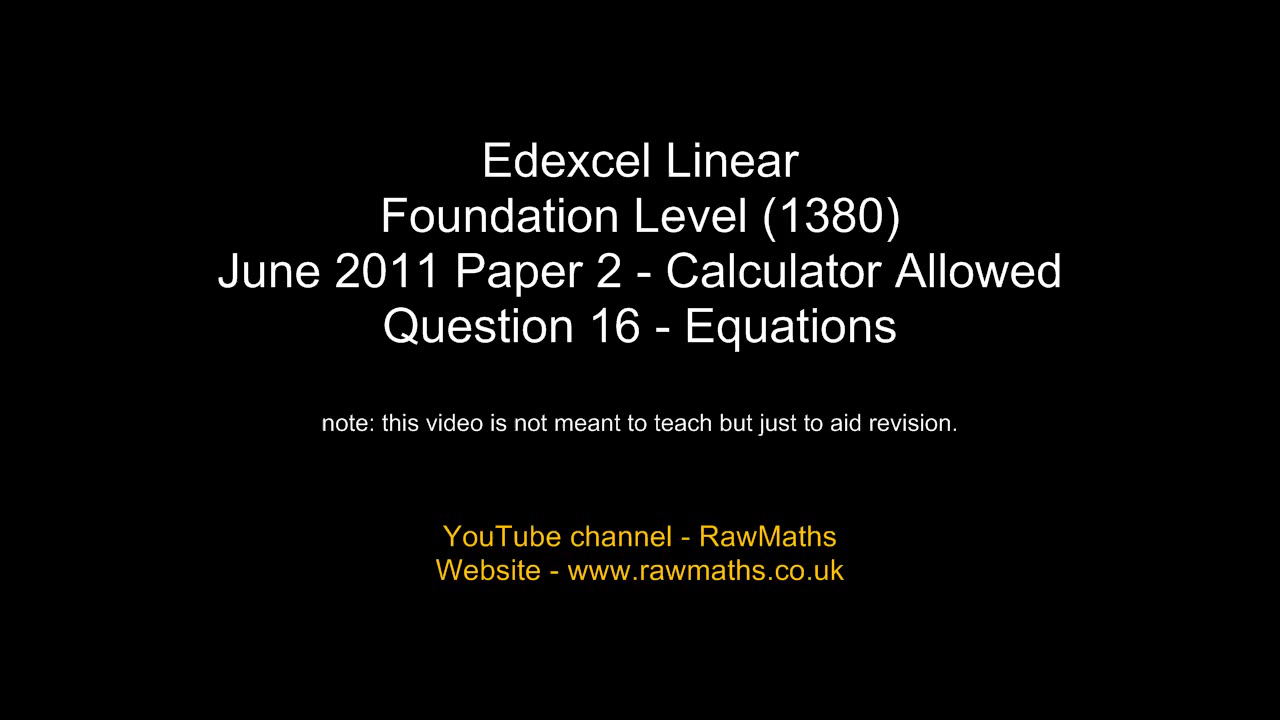 Edexcel Linear
Foundation Level (1380)
June 2011 Paper 2 - Calculator Allowed
Question 16 - Equations
note: this video is not meant to teach but just to aid revision.
YouTube channel - RawMaths
Website - www.rawmaths.co.uk